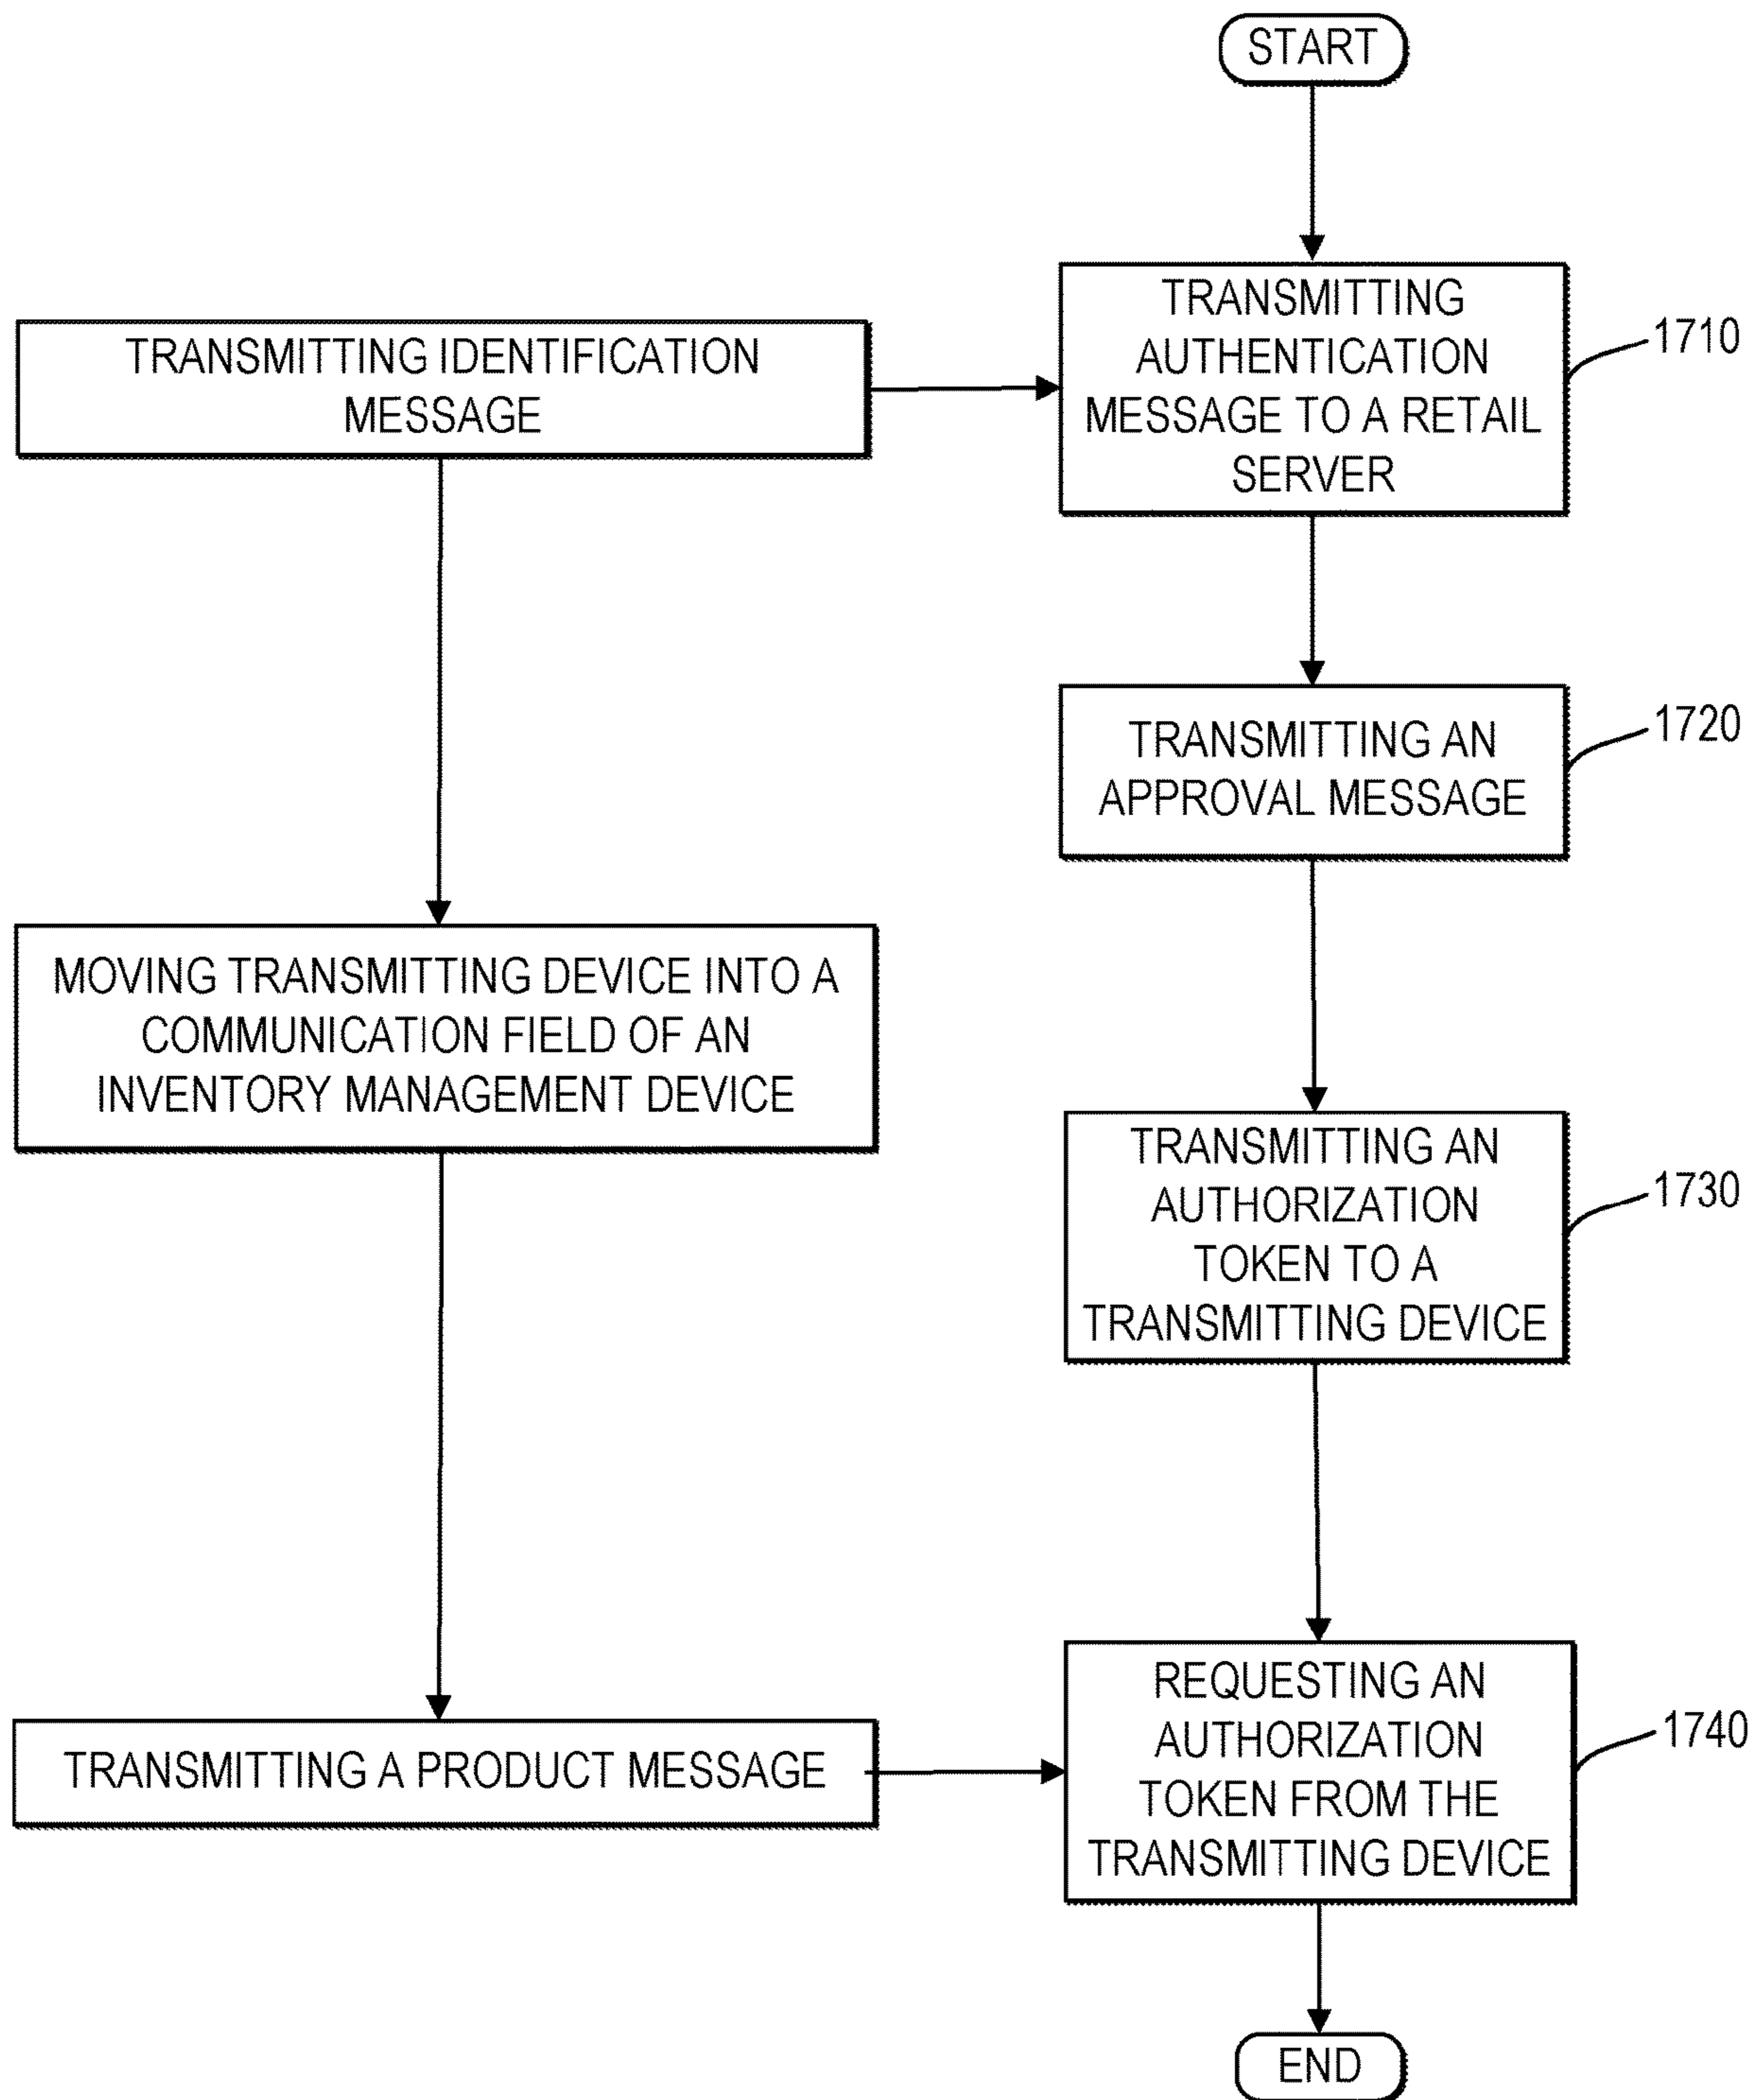 START
TRANSMITTING
AUTHENTICATION
MESSAGE TO A RETAIL
SERVER
1710
TRANSMITTING IDENTIFICATION
MESSAGE
TRANSMITTING AN
APPROVAL MESSAGE
1720
MOVING TRANSMITTING DEVICE INTO A
COMMUNICATION FIELD OF AN
INVENTORY MANAGEMENT DEVICE
TRANSMITTING AN
AUTHORIZATION
TOKEN TO A
TRANSMITTING DEVICE
1730
TRANSMITTING A PRODUCT MESSAGE
REQUESTING AN
AUTHORIZATION
TOKEN FROM THE
TRANSMITTING DEVICE
1740
END